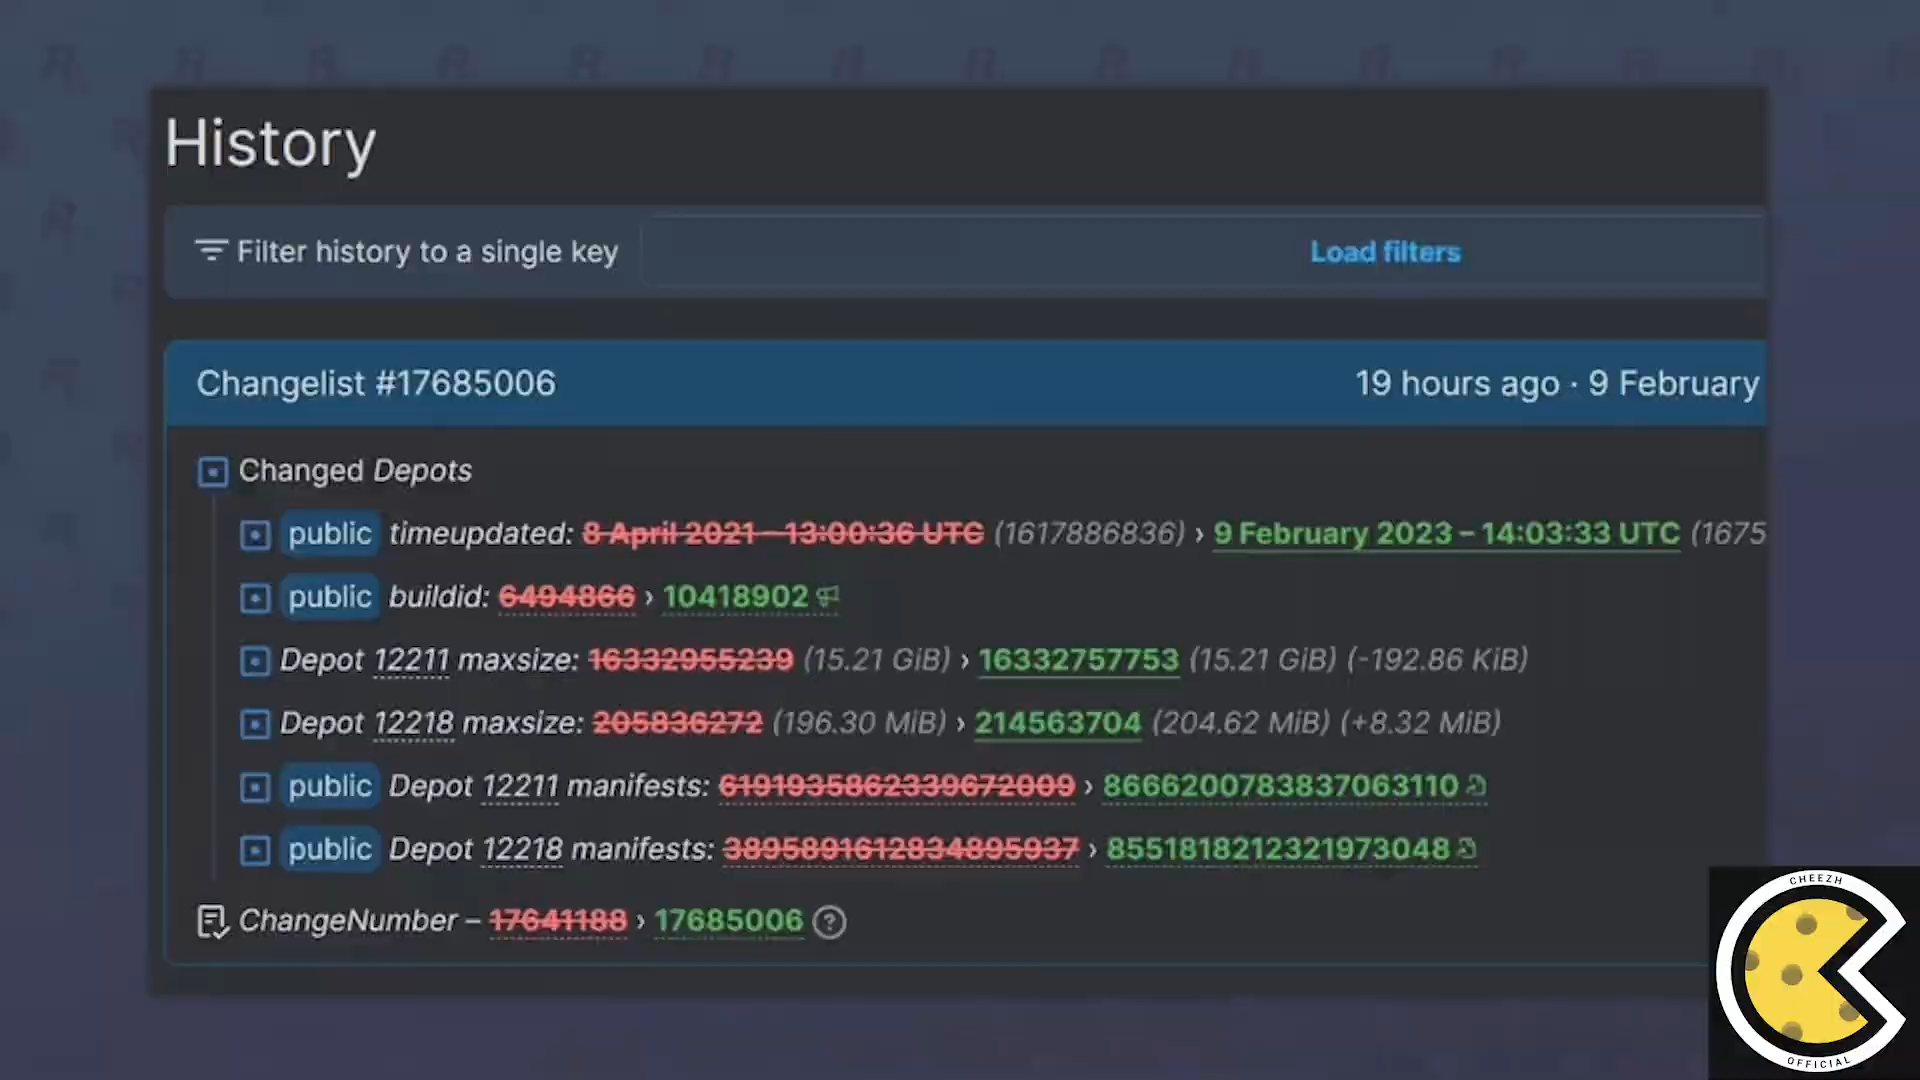 History
Filter history to a single key
Load filters
Changelist #17685006
19 hours ago · 9 February
Changed Depots
public timeupdated: 8 April 2021 – 13:00:36 UTC (1617886836) › 9 February 2023 – 14:03:33 UTC (1675
public buildid: 6494866 › 10418902
Depot 12211 maxsize: 16332955239 (15.21 GiB) › 16332757753 (15.21 GiB) (-192.86 KiB)
Depot 12218 maxsize: 205836272 (196.30 MiB) › 214563704 (204.62 MiB) (+8.32 MiB)
public Depot 12211 manifests: 6191935862339672009 › 8666200783837063110
public Depot 12218 manifests: 3895891612834895937 › 8551818212321973048
ChangeNumber – 17641188 › 17685006
CHEEZH
OFFICIAL